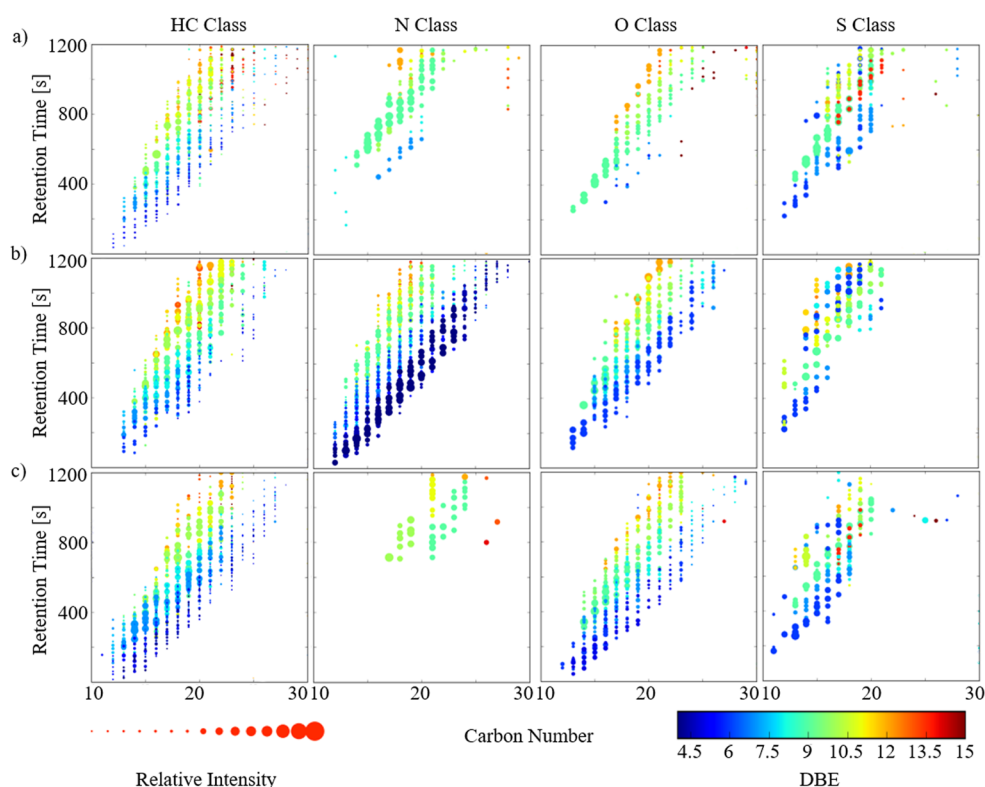 HC Class N Class O Class S Class
a)
1200
800
400
Retention Time [s]
b)
1200
800
400
Retention Time [s]
c)
1200
800
400
Retention Time [s]
10 20 30 10 20 30 10 20 30 10 20 30
Carbon Number
4.5 6 7.5 9 10.5 12 13.5 15
Relative Intensity DBE